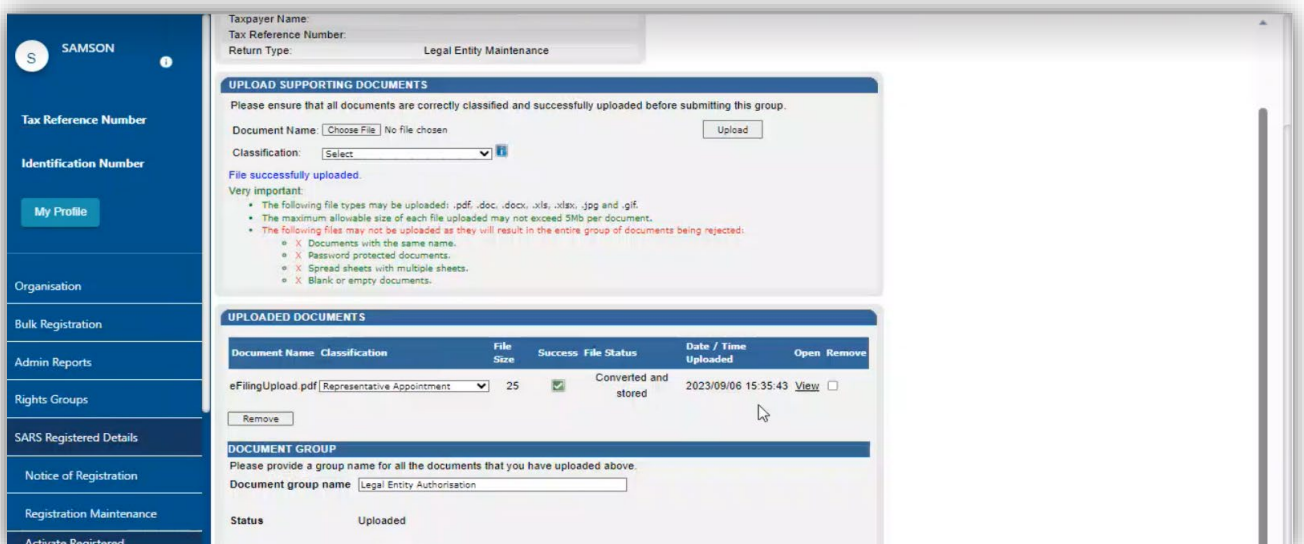 S
SAMSON
i
Tax Reference Number
Identification Number
My Profile
Organisation
Bulk Registration
Admin Reports
Rights Groups
SARS Registered Details
Notice of Registration
Registration Maintenance
Activate Registered
Taxpayer Name:
Tax Reference Number:
Return Type: Legal Entity Maintenance
UPLOAD SUPPORTING DOCUMENTS
Please ensure that all documents are correctly classified and successfully uploaded before submitting this group.
Document Name: Choose File No file chosen Upload
Classification: Select
File successfully uploaded.
Very important:
• The following file types may be uploaded: .pdf, .doc, .docx, .xls, .xlsx, .jpg and .gif.
• The maximum allowable size of each file uploaded may not exceed 5Mb per document.
• The following files may not be uploaded as they will result in the entire group of documents being rejected:
X Documents with the same name.
X Password protected documents.
X Spread sheets with multiple sheets.
X Blank or empty documents.
UPLOADED DOCUMENTS
Document Name Classification File Size Success File Status Date / Time Uploaded Open Remove
eFilingUpload.pdf Representative Appointment 25 Converted and stored 2023/09/06 15:35:43 View
Remove
DOCUMENT GROUP
Please provide a group name for all the documents that you have uploaded above.
Document group name Legal Entity Authorisation
Status Uploaded